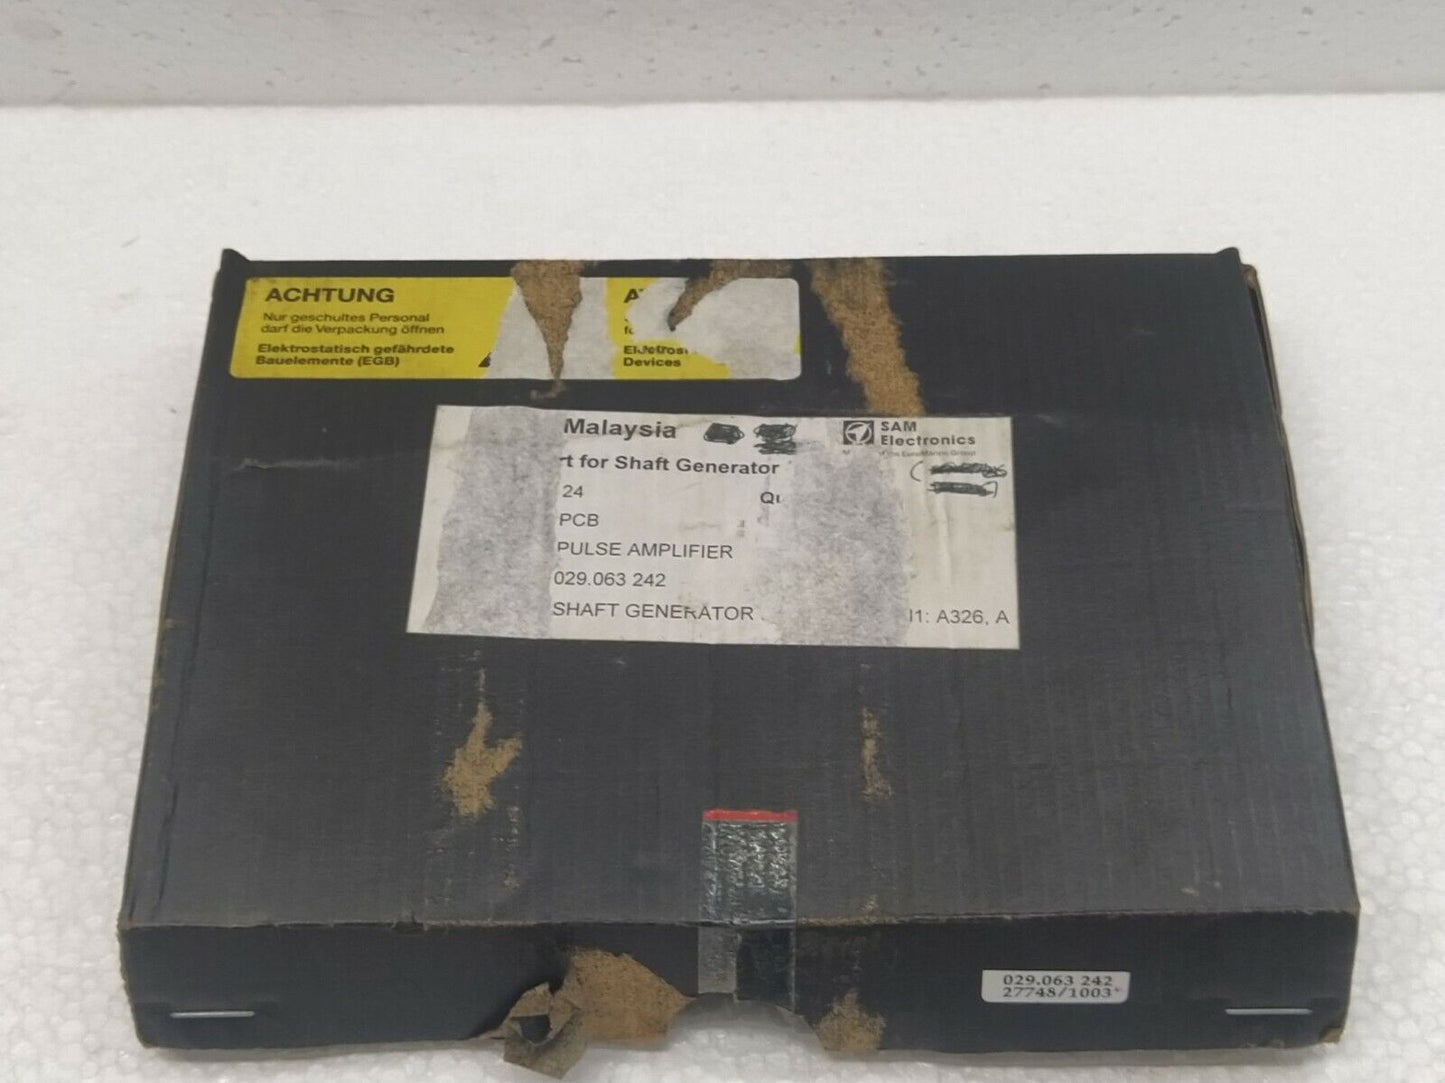 ACHTUNG
Nur geschultes Personal
darf die Verpackung öffnen
Elektrostatisch gefährdete
Bauelemente (EGB)
Devices
Malaysia
SAM
Electronics
for Shaft Generator
24
PCB
PULSE AMPLIFIER
029.063 242
SHAFT GENERATOR
I1: A326, A
029.063 242
27748/1003